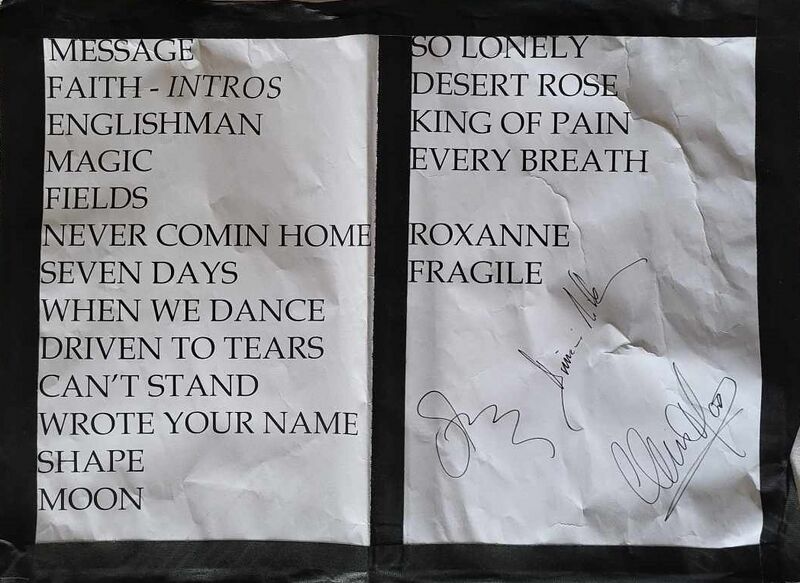 MESSAGE
FAITH - INTROS
ENGLISHMAN
MAGIC
FIELDS
NEVER COMIN HOME
SEVEN DAYS
WHEN WE DANCE
DRIVEN TO TEARS
CAN'T STAND
WROTE YOUR NAME
SHAPE
MOON
SO LONELY
DESERT ROSE
KING OF PAIN
EVERY BREATH
ROXANNE
FRAGILE